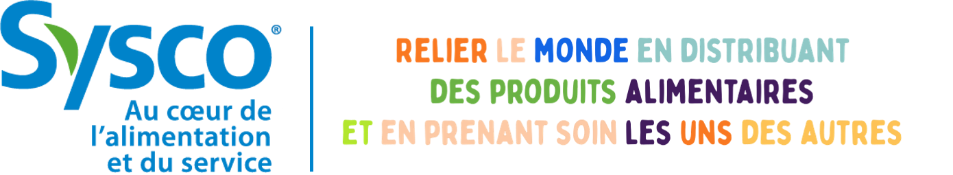 Sysco®
Au cœur de
l'alimentation
et du service
RELIER LE MONDE EN DISTRIBUANT
DES PRODUITS ALIMENTAIRES
ET EN PRENANT SOIN LES UNS DES AUTRES